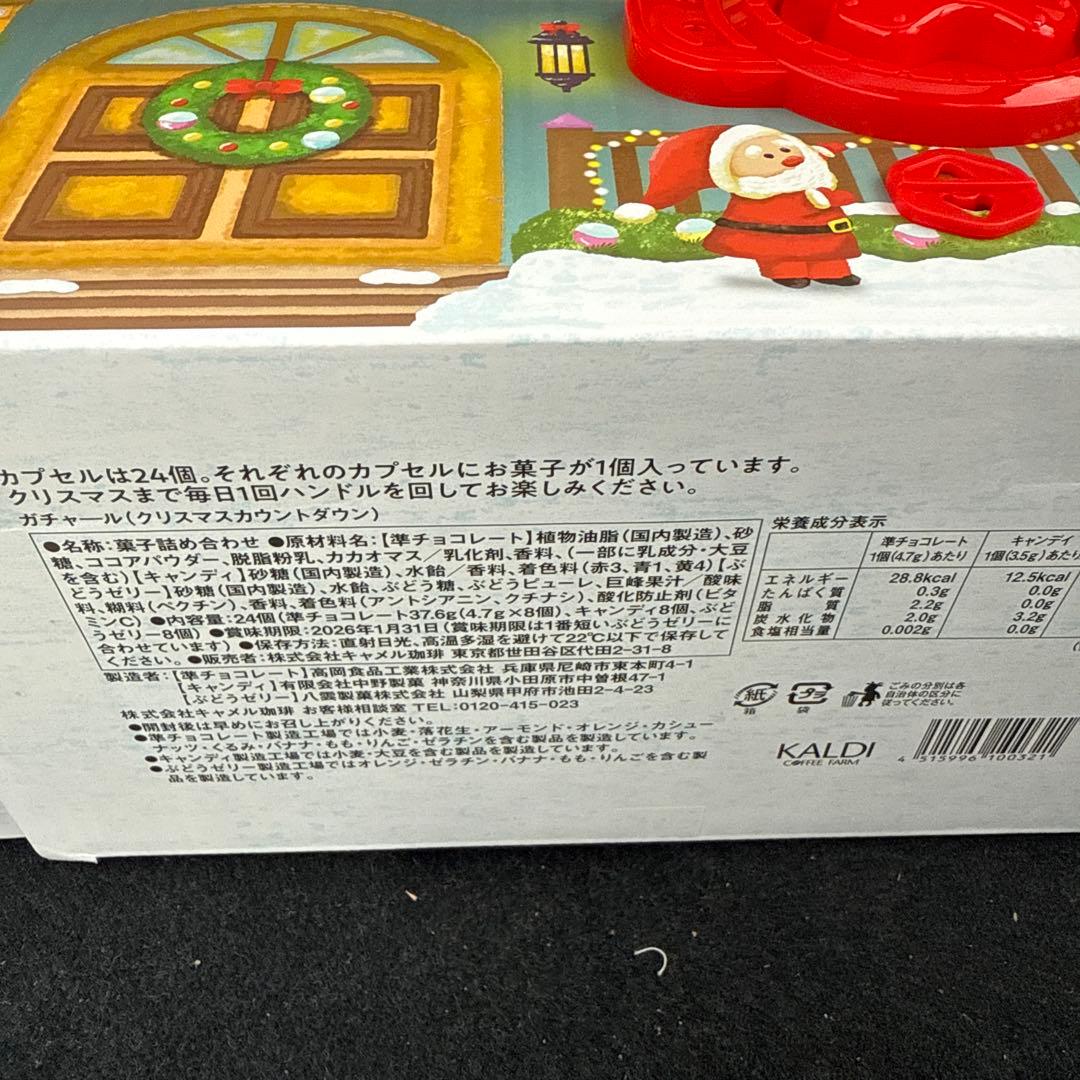 カプセルは24個。それぞれのカプセルにお菓子が1個入っています。
クリスマスまで毎日1回ハンドルを回してお楽しみください。
ガチャール(クリスマスカウントダウン)
●名称:菓子詰め合わせ ●原材料名:【準チョコレート】植物油脂(国内製造)、砂
糖、ココアパウダー、脱脂粉乳、カカオマス/乳化剤、香料、(一部に乳成分・大豆
を含む)【キャンディ】砂糖(国内製造)、水飴/香料、着色料(赤3、青1、黄4)【ぶ
どうゼリー】砂糖(国内製造)、水飴、ぶどう糖、ぶどうピューレ、巨峰果汁/酸味
料、糊料(ペクチン)、香料、着色料(アントシアニン、クチナシ)、酸化防止剤(ビタ
ミンC) ●内容量:24個(準チョコレート37.6g(4.7g×8個)、キャンディ8個、ぶど
うゼリー8個) ●賞味期限:2026年1月31日(賞味期限は1番短いぶどうゼリーに
合わせています) ●保存方法:直射日光、高温多湿を避けて22℃以下で保存して
ください。●販売者:株式会社キャメル珈琲 東京都世田谷区代田2-31-8
製造者:【準チョコレート】高岡食品工業株式会社 兵庫県尼崎市東本町4-1
【キャンディ】有限会社中野製菓 神奈川県小田原市中曽根47-1
【ぶどうゼリー】八雲製菓株式会社 山梨県甲府市池田2-4-23
株式会社キャメル珈琲 お客様相談室 TEL:0120-415-023
●開封後は早めにお召し上がりください。
●準チョコレート製造工場では小麦・落花生・アーモンド・オレンジ・カシュー
ナッツ・くるみ・バナナ・もも・りんご・ゼラチンを含む製品を製造しています。
●キャンディ製造工場では小麦・大豆を含む製品を製造しています。
●ぶどうゼリー製造工場ではオレンジ・ゼラチン・バナナ・もも・りんごを含む製
品を製造しています。
栄養成分表示
準チョコレート キャンディ
1個(4.7g)あたり 1個(3.5g)あたり
エネルギー 28.8kcal 12.5kcal
たんぱく質 0.3g 0.0g
脂質 2.2g 0.0g
炭水化物 2.0g 3.2g
食塩相当量 0.002g 0.0g
紙 プラ
箱 袋
ごみの分別は各
自治体の区分に
従ってください。
KALDI
COFFEE FARM
4 515996 100321